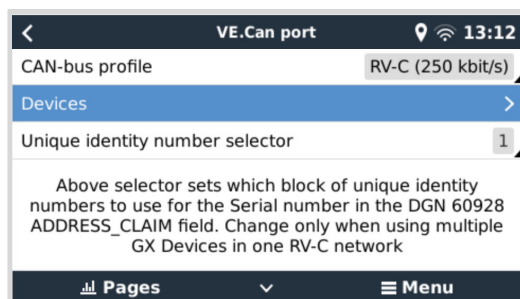 VE.Can port
13:12
CAN-bus profile RV-C (250 kbit/s)
Devices
Unique identity number selector 1
Above selector sets which block of unique identity
numbers to use for the Serial number in the DGN 60928
ADDRESS_CLAIM field. Change only when using multiple
GX Devices in one RV-C network
Pages Menu